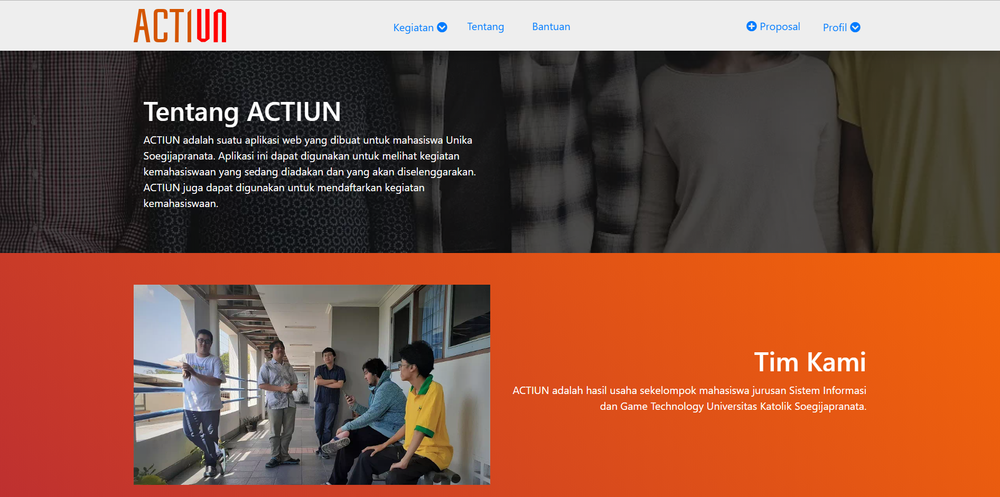 ACTIUN
Kegiatan
Tentang
Bantuan
Proposal
Profil
Tentang ACTIUN
ACTIUN adalah suatu aplikasi web yang dibuat untuk mahasiswa Unika
Soegijapranata. Aplikasi ini dapat digunakan untuk melihat kegiatan
kemahasiswaan yang sedang diadakan dan yang akan diselenggarakan.
ACTIUN juga dapat digunakan untuk mendaftarkan kegiatan
kemahasiswaan.
Tim Kami
ACTIUN adalah hasil usaha sekelompok mahasiswa jurusan Sistem Informasi
dan Game Technology Universitas Katolik Soegijapranata.